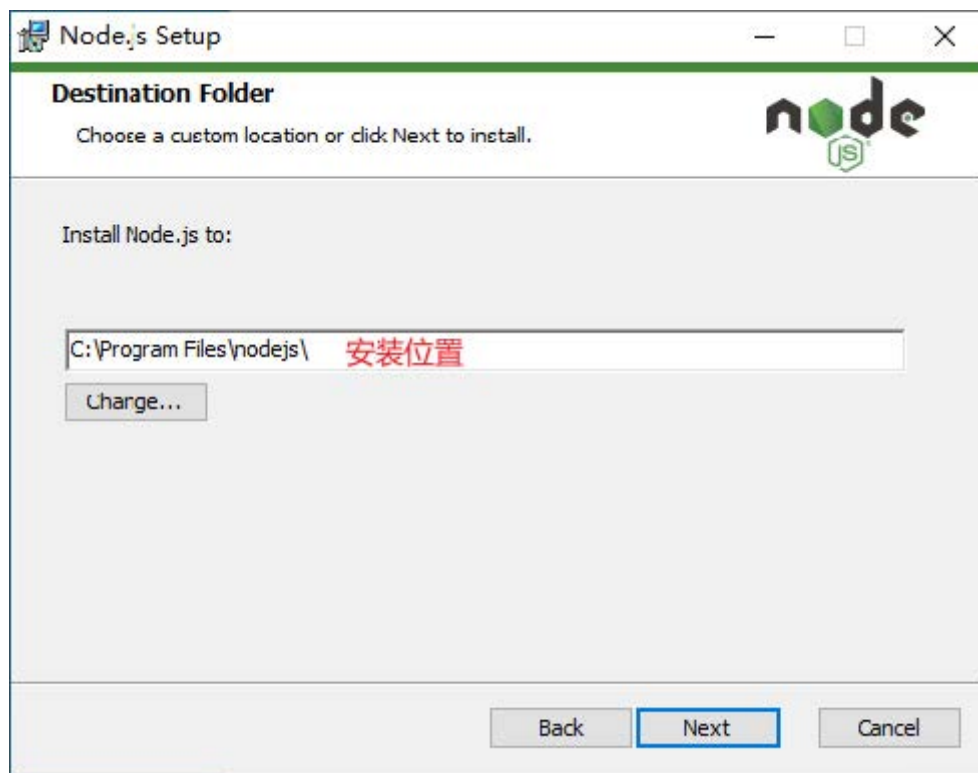 Node.js Setup
Destination Folder
Choose a custom location or click Next to install.
node
JS
Install Node.js to:
C:\Program Files\nodejs\ 安装位置
Change...
Back Next Cancel